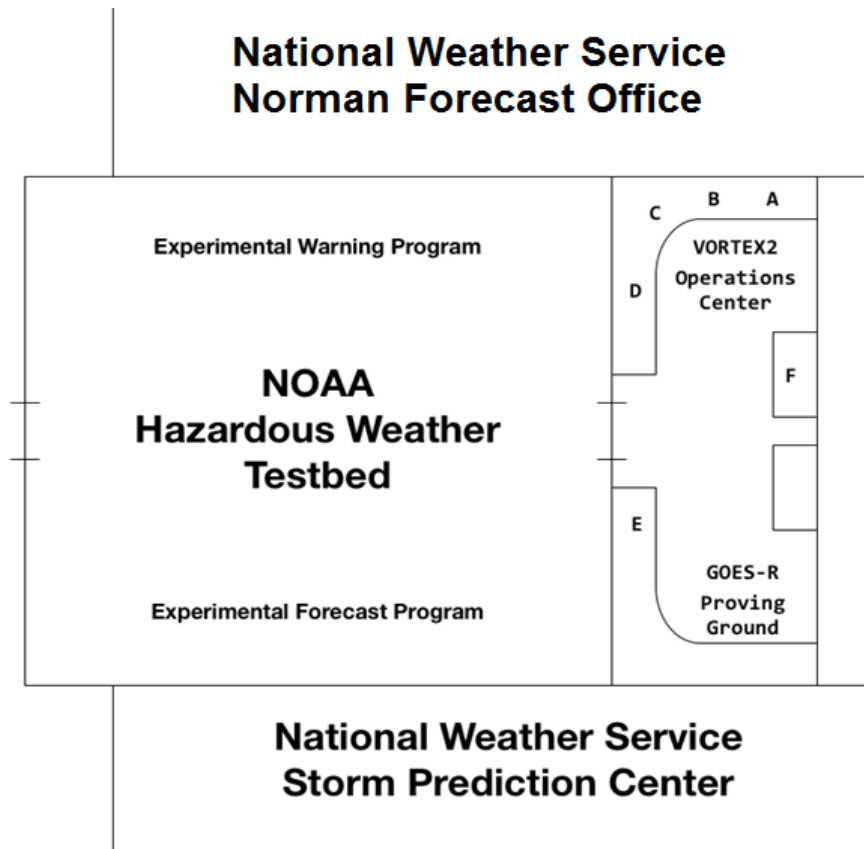 National Weather Service
Norman Forecast Office
B A
C
Experimental Warning Program
VORTEX2
Operations
Center
D
F
NOAA
Hazardous Weather
Testbed
E
GOES-R
Proving
Ground
Experimental Forecast Program
National Weather Service
Storm Prediction Center